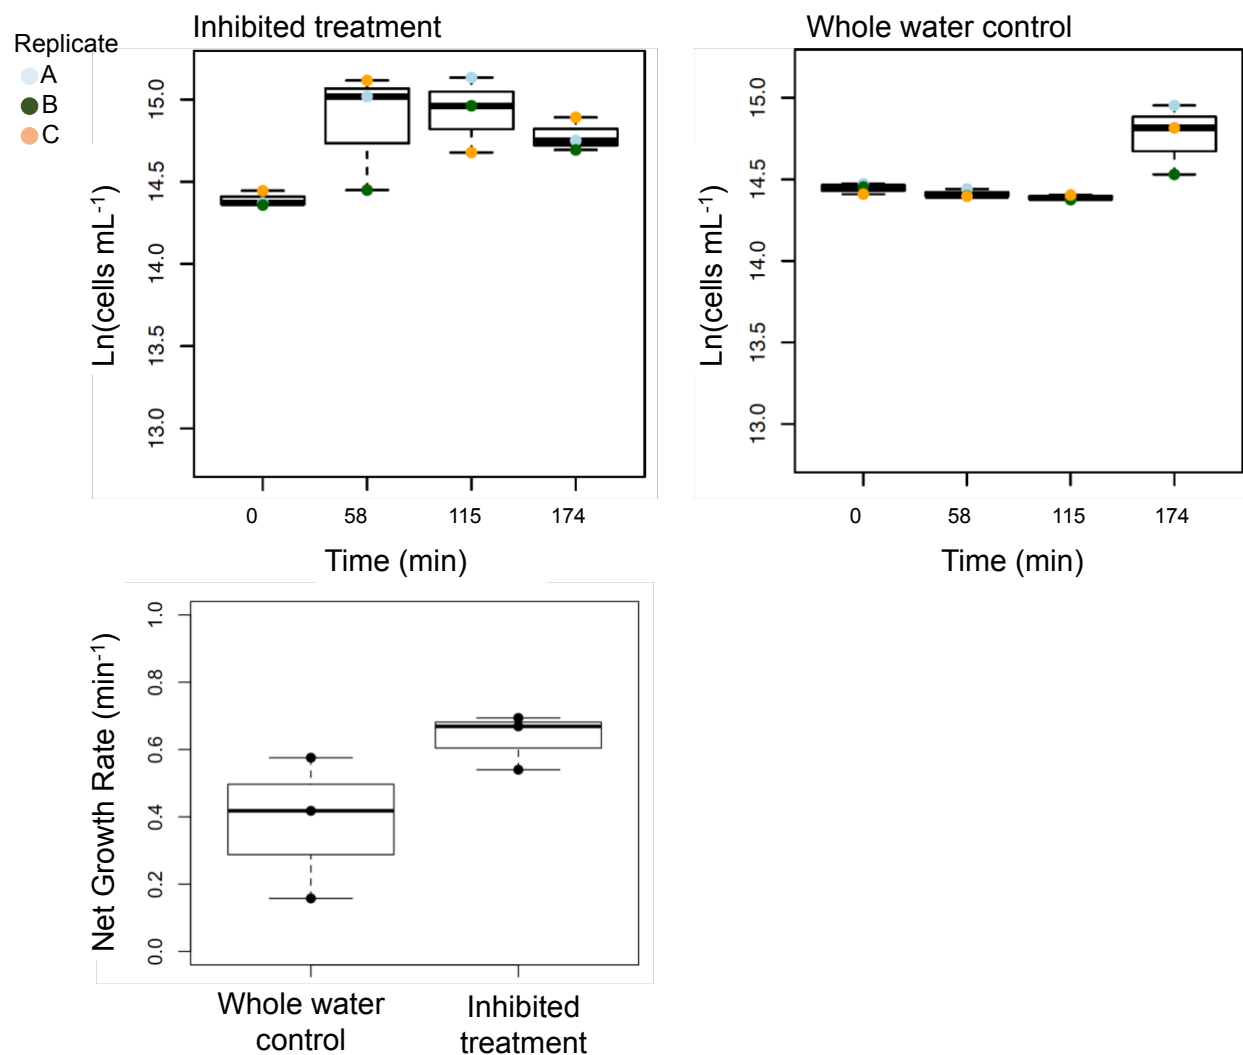 Inhibited treatment
Whole water control
Replicate
A
B
C
Ln(cells mL-1)
15.0
14.5
14.0
13.5
13.0
0 58 115 174
Time (min)
Ln(cells mL-1)
15.0
14.5
14.0
13.5
13.0
0 58 115 174
Time (min)
Net Growth Rate (min-1)
1.0
0.8
0.6
0.4
0.2
0.0
Whole water
control
Inhibited
treatment